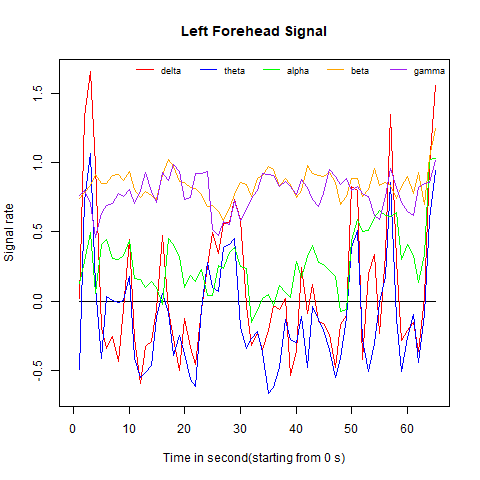 Left Forehead Signal
delta theta alpha beta gamma
Signal rate
1.5
1.0
0.5
0.0
-0.5
0 10 20 30 40 50 60
Time in second(starting from 0 s)